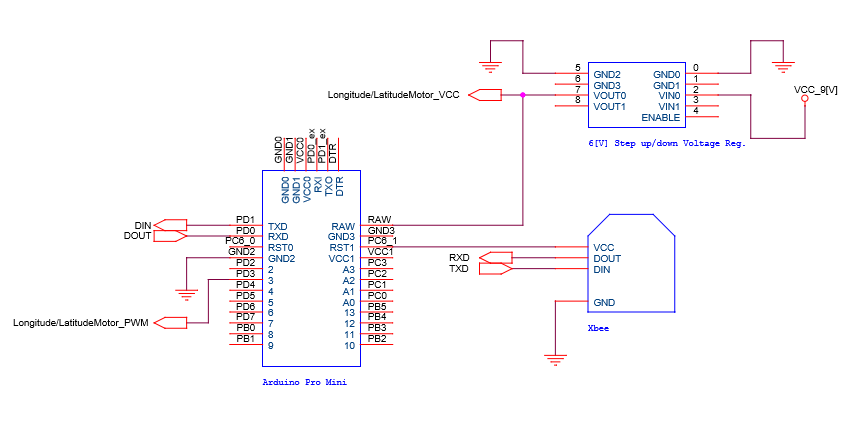 5 GND2 GND0 0
6 GND3 GND1 1
7 VOUT0 VIN0 2
8 VOUT1 VIN1 3
ENABLE 4
VCC_9[V]
Longitude/LatitudeMotor_VCC
6[V] Step up/down Voltage Reg.
GND0 GND1 VCC0 PD0_ex PD1_ex DTR
GND0 GND1 VCC0 RXI TXO DTR
DIN PD1 TXD RAW RAW
DOUT PD0 RXD GND3 GND3
PC6_0 RST0 RST1 PC6_1
GND2 GND2 VCC1 VCC1
PD2 2 A3 PC3
PD3 3 A2 PC2
PD4 4 A1 PC1
PD5 5 A0 PC0
PD6 6 13 PB5
Longitude/LatitudeMotor_PWM PD7 7 12 PB4
PB0 8 11 PB3
PB1 9 10 PB2
Arduino Pro Mini
VCC
RXD DOUT
TXD DIN
GND
Xbee